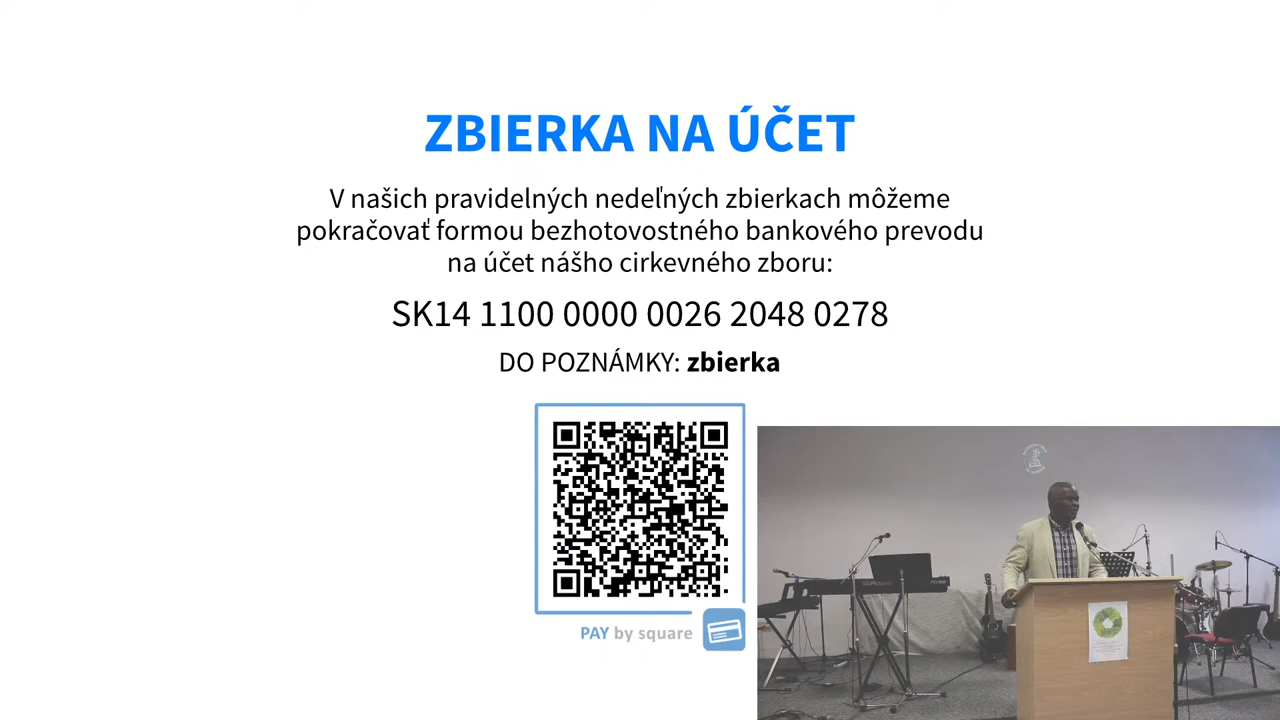 ZBIERKA NA ÚČET
V našich pravidelných nedeľných zbierkach môžeme
pokračovať formou bezhotovostného bankového prevodu
na účet nášho cirkevného zboru:
SK14 1100 0000 0026 2048 0278
DO POZNÁMKY: zbierka
PAY by square